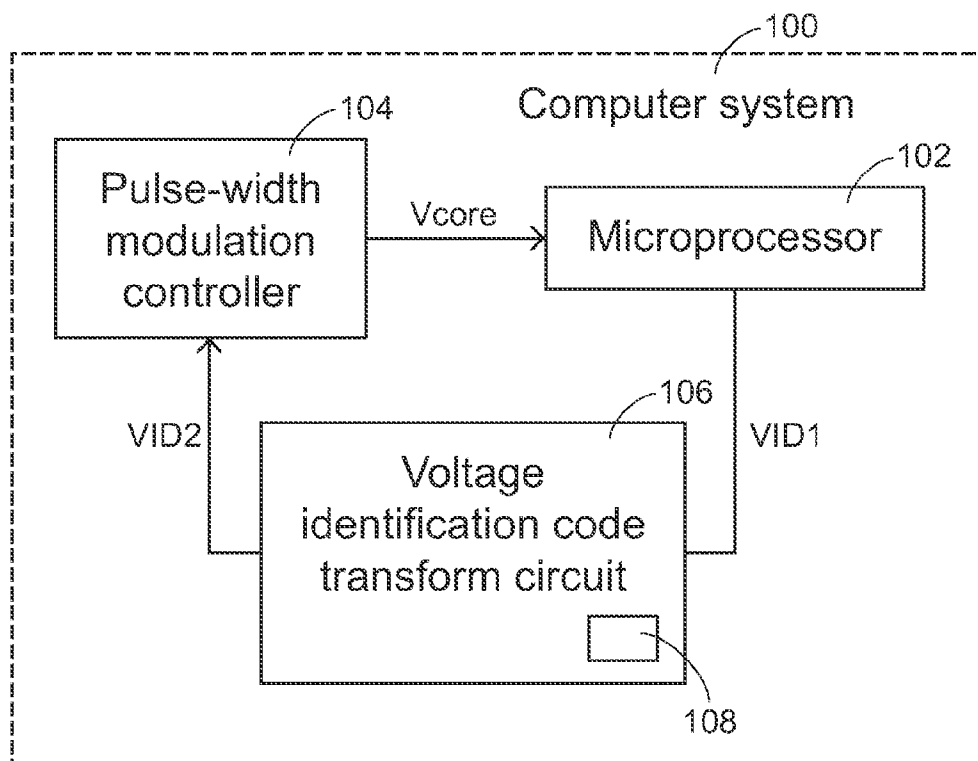 100
Computer system
104
Pulse-width
modulation
controller
Vcore
102
Microprocessor
VID2
106
Voltage
identification code
transform circuit
VID1
108